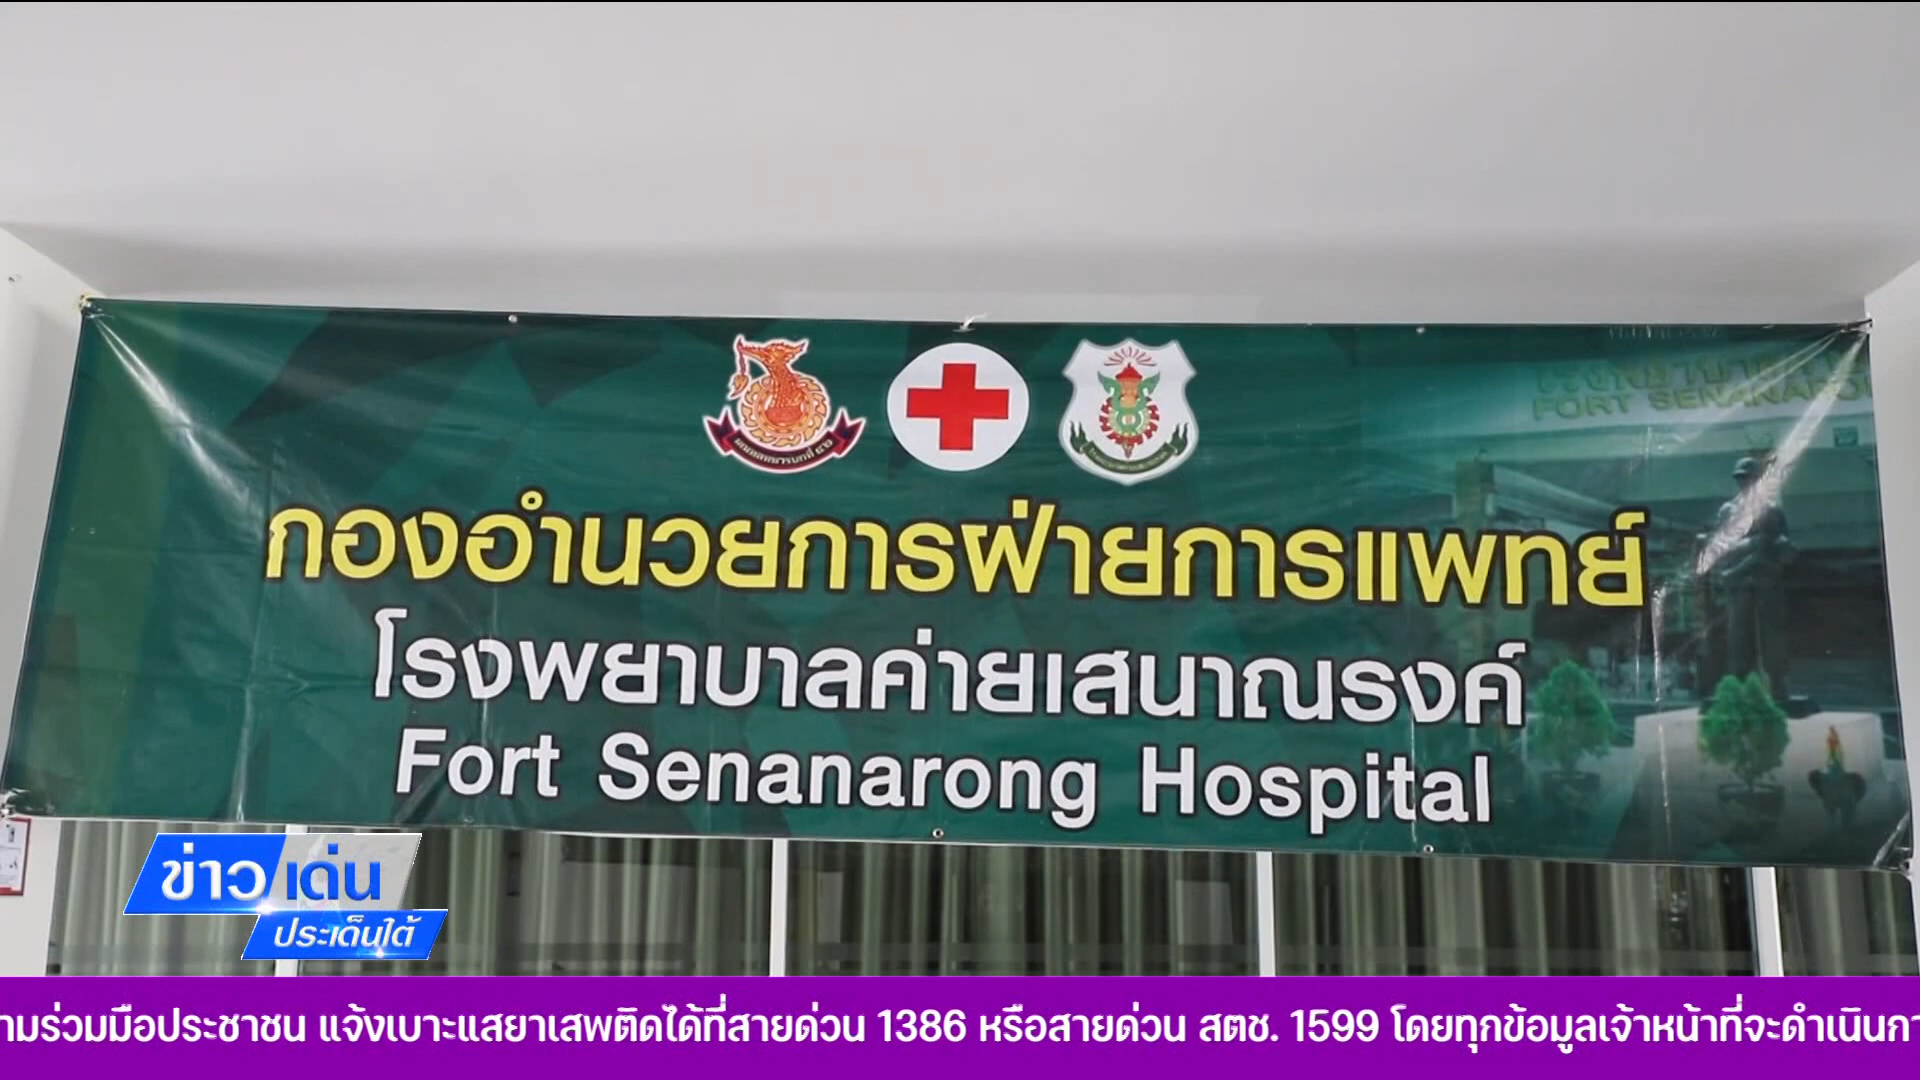 FORT SENANARO
กองอำนวยการฝ่ายการแพทย์
โรงพยาบาลค่ายเสนาณรงค์
Fort Senanarong Hospital
ข่าวเด่น
ประเด็นใต้
ามร่วมมือประชาชน แจ้งเบาะแสยาเสพติดได้ที่สายด่วน 1386 หรือสายด่วน สตช. 1599 โดยทุกข้อมูลเจ้าหน้าที่จะดำเนินกา